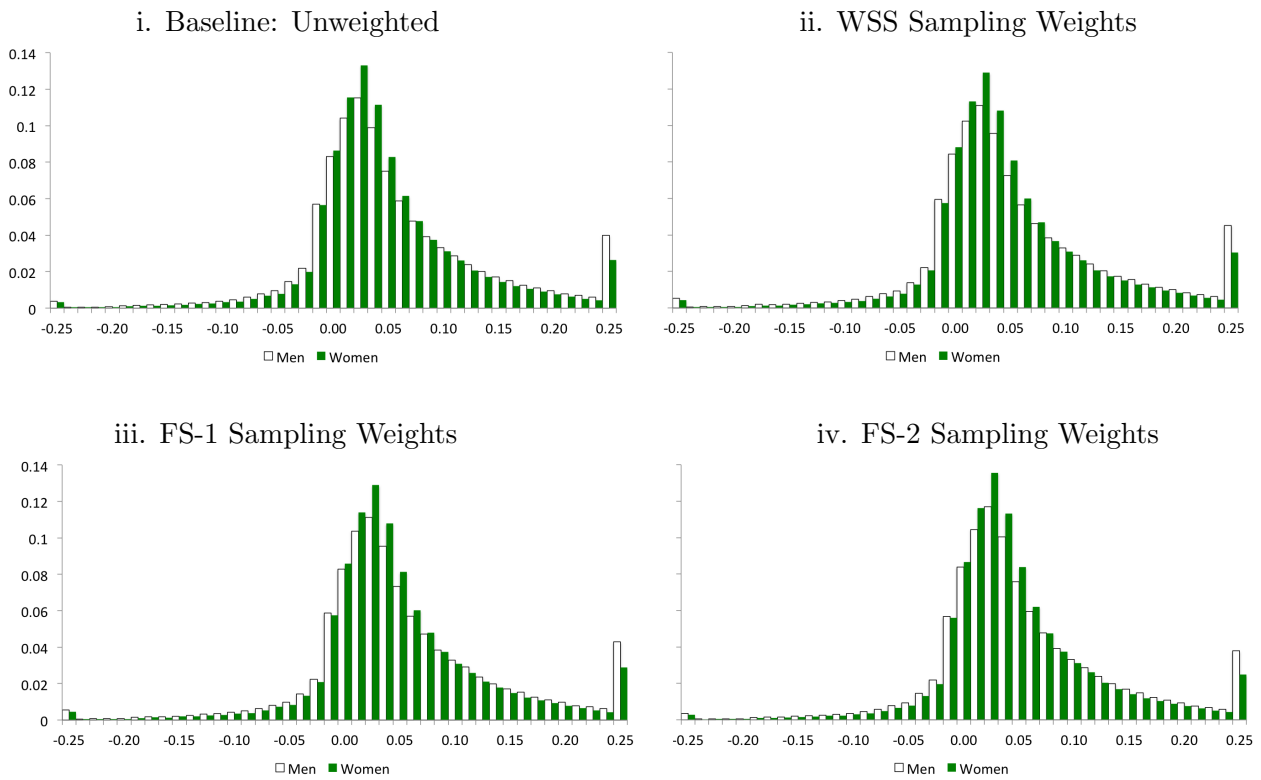 i. Baseline: Unweighted
0.14
0.12
0.1
0.08
0.06
0.04
0.02
0
-0.25 -0.20 -0.15 -0.10 -0.05 0.00 0.05 0.10 0.15 0.20 0.25
Men Women
ii. WSS Sampling Weights
-0.25 -0.20 -0.15 -0.10 -0.05 0.00 0.05 0.10 0.15 0.20 0.25
Men Women
iii. FS-1 Sampling Weights
0.14
0.12
0.1
0.08
0.06
0.04
0.02
0
-0.25 -0.20 -0.15 -0.10 -0.05 0.00 0.05 0.10 0.15 0.20 0.25
Men Women
iv. FS-2 Sampling Weights
-0.25 -0.20 -0.15 -0.10 -0.05 0.00 0.05 0.10 0.15 0.20 0.25
Men Women